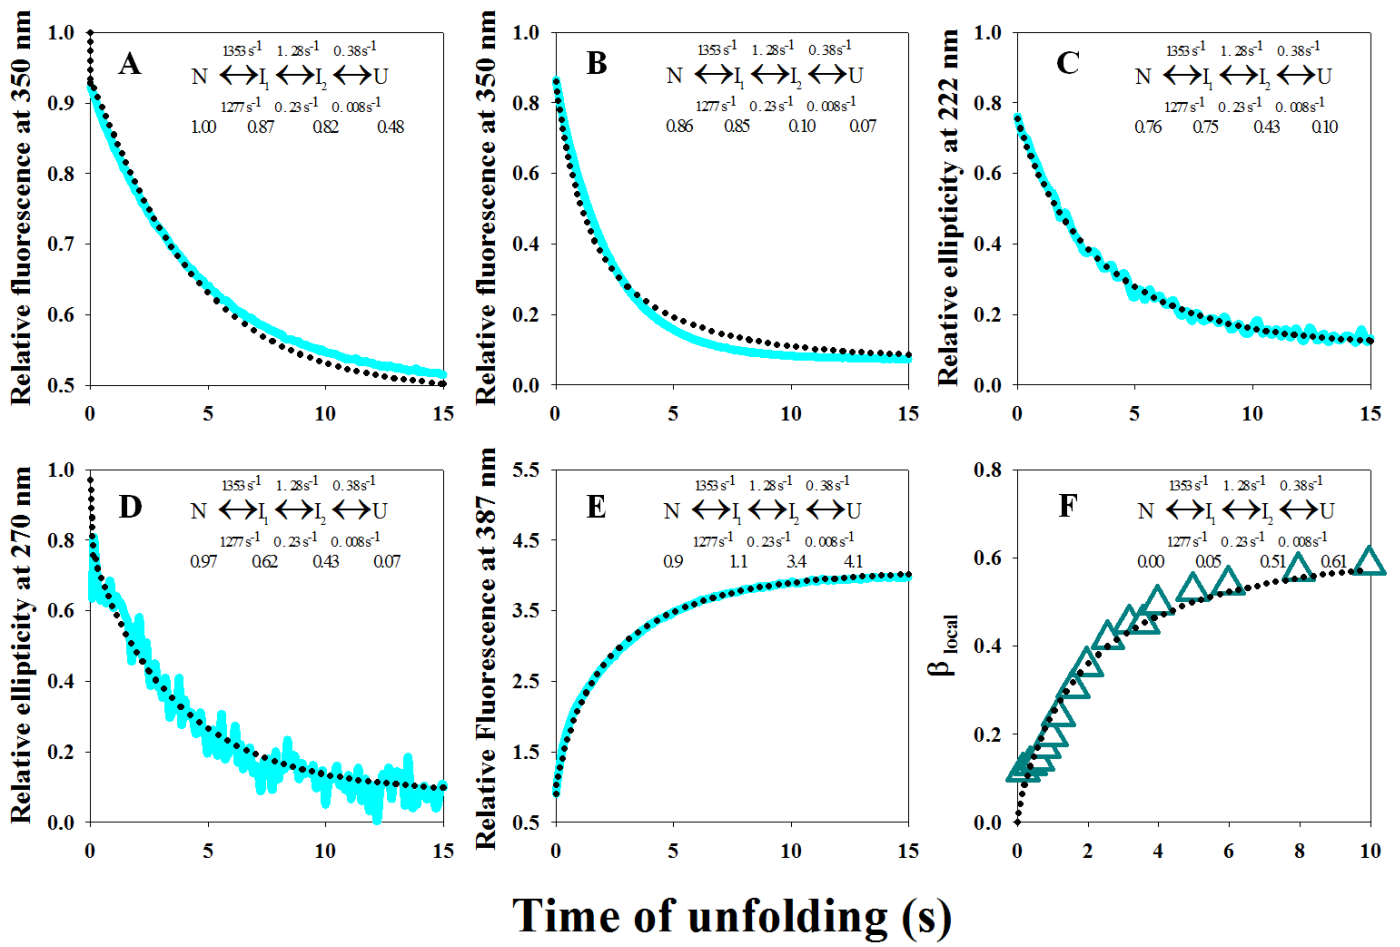 Relative fluorescence at 350 nm
1.0
0.9
0.8
0.7
0.6
0.5
A
1353 s-1 1.28 s-1 0.38 s-1
N ↔ I1 ↔ I2 ↔ U
1277 s-1 0.23 s-1 0.008 s-1
1.00 0.87 0.82 0.48
0 5 10 15
Relative fluorescence at 350 nm
1.0
0.8
0.6
0.4
0.2
0.0
B
1353 s-1 1.28 s-1 0.38 s-1
N ↔ I1 ↔ I2 ↔ U
1277 s-1 0.23 s-1 0.008 s-1
0.86 0.85 0.10 0.07
0 5 10 15
Relative ellipticity at 222 nm
1.0
0.8
0.6
0.4
0.2
0.0
C
1353 s-1 1.28 s-1 0.38 s-1
N ↔ I1 ↔ I2 ↔ U
1277 s-1 0.23 s-1 0.008 s-1
0.76 0.75 0.43 0.10
0 5 10 15
Relative ellipticity at 270 nm
1.0
0.8
0.6
0.4
0.2
0.0
D
1353 s-1 1.28 s-1 0.38 s-1
N ↔ I1 ↔ I2 ↔ U
1277 s-1 0.23 s-1 0.008 s-1
0.97 0.62 0.43 0.07
0 5 10 15
Relative Fluorescence at 387 nm
5.5
4.5
3.5
2.5
1.5
0.5
E
1353 s-1 1.28 s-1 0.38 s-1
N ↔ I1 ↔ I2 ↔ U
1277 s-1 0.23 s-1 0.008 s-1
0.9 1.1 3.4 4.1
0 5 10 15
β local
0.8
0.6
0.4
0.2
0.0
F
1353 s-1 1.28 s-1 0.38 s-1
N ↔ I1 ↔ I2 ↔ U
1277 s-1 0.23 s-1 0.008 s-1
0.00 0.05 0.51 0.61
0 2 4 6 8 10
Time of unfolding (s)